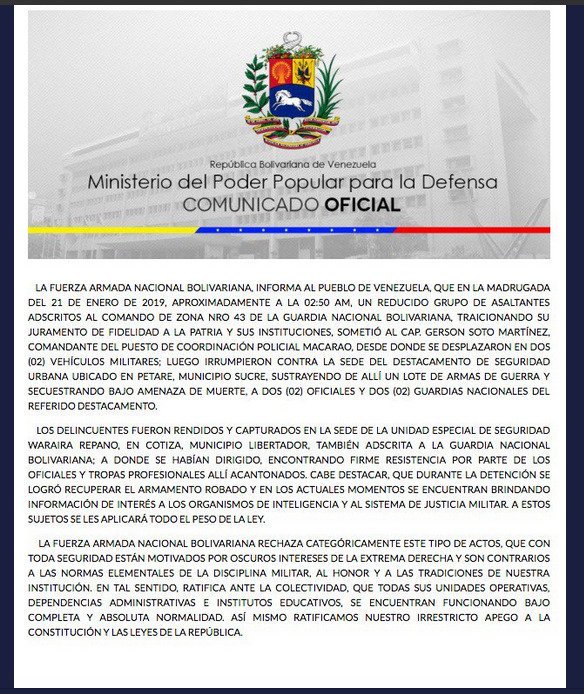 República Bolivariana de Venezuela
Ministerio del Poder Popular para la Defensa
COMUNICADO OFICIAL
LA FUERZA ARMADA NACIONAL BOLIVARIANA, INFORMA AL PUEBLO DE VENEZUELA, QUE EN LA MADRUGADA
DEL 21 DE ENERO DE 2019, APROXIMADAMENTE A LA 02:50 AM, UN REDUCIDO GRUPO DE ASALTANTES
ADSCRITOS AL COMANDO DE ZONA NRO 43 DE LA GUARDIA NACIONAL BOLIVARIANA, TRAICIONANDO SU
JURAMENTO DE FIDELIDAD A LA PATRIA Y SUS INSTITUCIONES, SOMETIÓ AL CAP. GERSON SOTO MARTÍNEZ,
COMANDANTE DEL PUESTO DE COORDINACIÓN POLICIAL MACARAO, DESDE DONDE SE DESPLAZARON EN DOS
(02) VEHÍCULOS MILITARES; LUEGO IRRUMPIERON CONTRA LA SEDE DEL DESTACAMENTO DE SEGURIDAD
URBANA UBICADO EN PETARE, MUNICIPIO SUCRE, SUSTRAYENDO DE ALLÍ UN LOTE DE ARMAS DE GUERRA Y
SECUESTRANDO BAJO AMENAZA DE MUERTE, A DOS (02) OFICIALES Y DOS (02) GUARDIAS NACIONALES DEL
REFERIDO DESTACAMENTO.
LOS DELINCUENTES FUERON RENDIDOS Y CAPTURADOS EN LA SEDE DE LA UNIDAD ESPECIAL DE SEGURIDAD
WARAIRA REPANO, EN COTIZA, MUNICIPIO LIBERTADOR, TAMBIÉN ADSCRITA A LA GUARDIA NACIONAL
BOLIVARIANA; A DONDE SE HABÍAN DIRIGIDO, ENCONTRANDO FIRME RESISTENCIA POR PARTE DE LOS
OFICIALES Y TROPAS PROFESIONALES ALLÍ ACANTONADOS. CABE DESTACAR, QUE DURANTE LA DETENCIÓN SE
LOGRÓ RECUPERAR EL ARMAMENTO ROBADO Y EN LOS ACTUALES MOMENTOS SE ENCUENTRAN BRINDANDO
INFORMACIÓN DE INTERÉS A LOS ORGANISMOS DE INTELIGENCIA Y AL SISTEMA DE JUSTICIA MILITAR. A ESTOS
SUJETOS SE LES APLICARÁ TODO EL PESO DE LA LEY.
LA FUERZA ARMADA NACIONAL BOLIVARIANA RECHAZA CATEGÓRICAMENTE ESTE TIPO DE ACTOS, QUE CON
TODA SEGURIDAD ESTÁN MOTIVADOS POR OSCUROS INTERESES DE LA EXTREMA DERECHA Y SON CONTRARIOS
A LAS NORMAS ELEMENTALES DE LA DISCIPLINA MILITAR, AL HONOR Y A LAS TRADICIONES DE NUESTRA
INSTITUCIÓN. EN TAL SENTIDO, RATIFICA ANTE LA COLECTIVIDAD, QUE TODAS SUS UNIDADES OPERATIVAS,
DEPENDENCIAS ADMINISTRATIVAS E INSTITUTOS EDUCATIVOS, SE ENCUENTRAN FUNCIONANDO BAJO
COMPLETA Y ABSOLUTA NORMALIDAD. ASÍ MISMO RATIFICAMOS NUESTRO IRRESTRICTO APEGO A LA
CONSTITUCIÓN Y LAS LEYES DE LA REPÚBLICA.